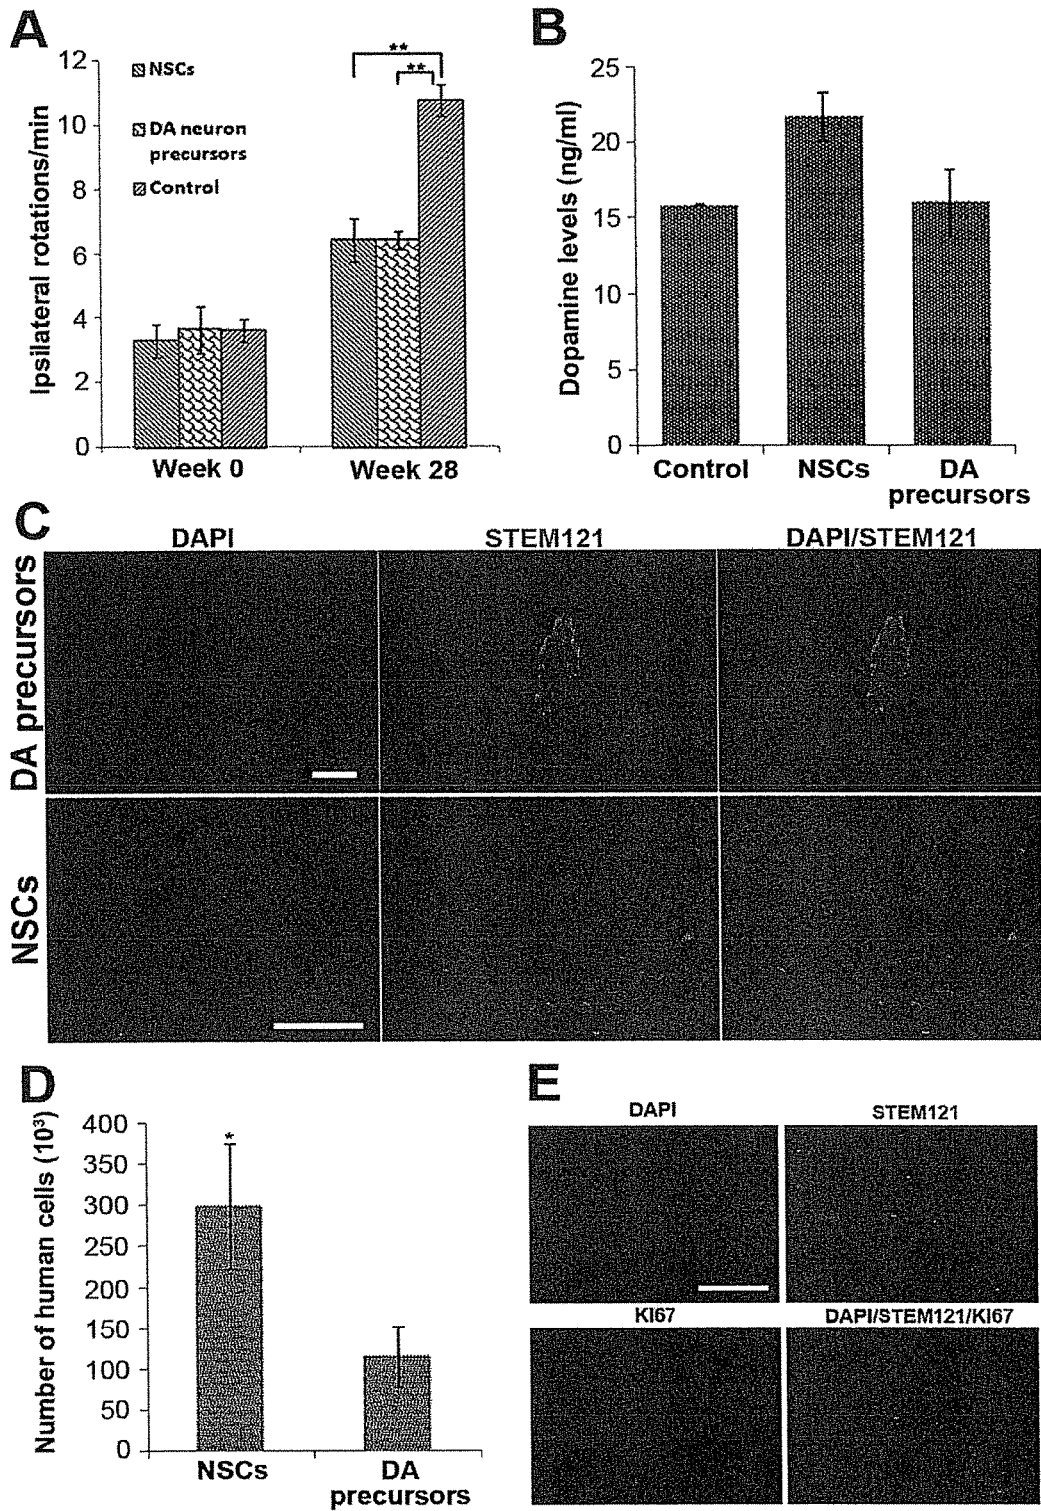 A
Ipsilateral rotations/min
12
10
8
6
4
2
0
NSCs
DA neuron
precursors
Control
**
**
Week 0
Week 28
B
Dopamine levels (ng/ml)
25
20
15
10
5
0
Control
NSCs
DA
precursors
C
DAPI
STEM121
DAPI/STEM121
DA precursors
NSCs
D
Number of human cells (10³)
400
350
300
250
200
150
100
50
0
*
NSCs
DA
precursors
E
DAPI
STEM121
KI67
DAPI/STEM121/KI67